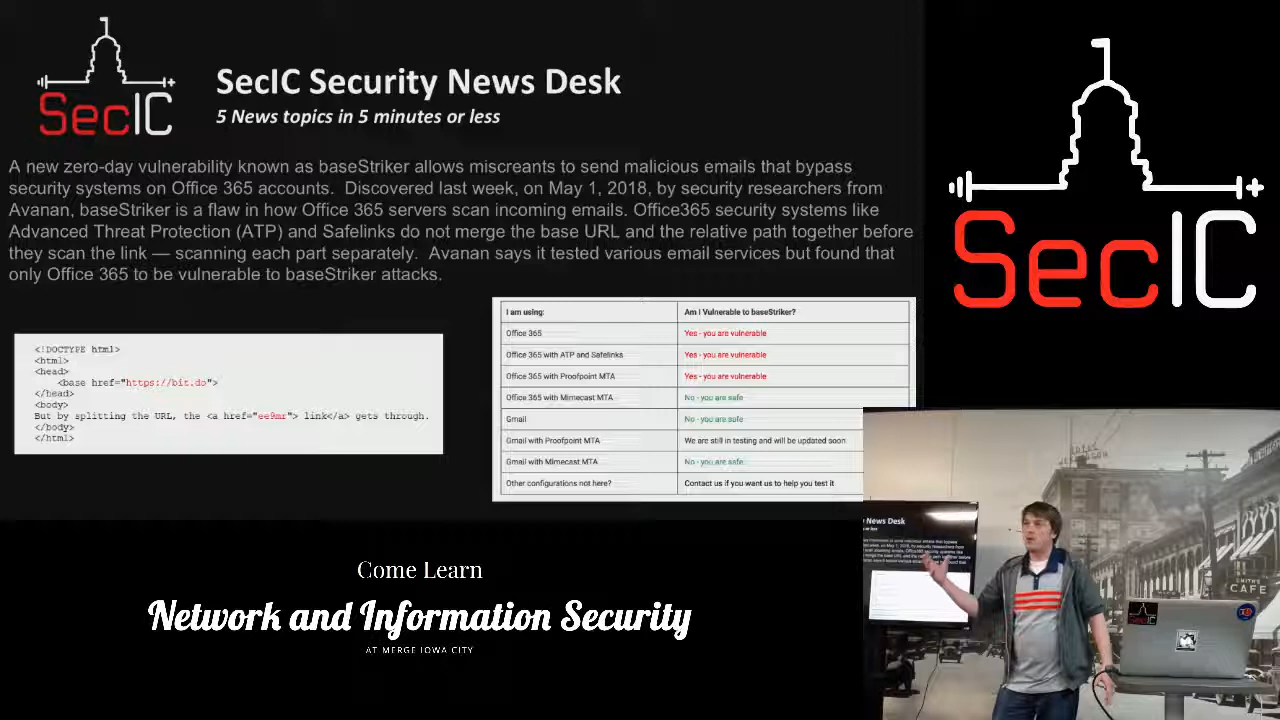 SecIC
SecIC Security News Desk
5 News topics in 5 minutes or less
A new zero-day vulnerability known as baseStriker allows miscreants to send malicious emails that bypass
security systems on Office 365 accounts. Discovered last week, on May 1, 2018, by security researchers from
Avanan, baseStriker is a flaw in how Office 365 servers scan incoming emails. Office365 security systems like
Advanced Threat Protection (ATP) and Safelinks do not merge the base URL and the relative path together before
they scan the link — scanning each part separately. Avanan says it tested various email services but found that
only Office 365 to be vulnerable to baseStriker attacks.
<!DOCTYPE html>
<html>
<head>
<base href="https://bit.do">
</head>
<body>
But by splitting the URL, the <a href="ee9mr"> link</a> gets through.
</body>
</html>
I am using: Am I Vulnerable to baseStriker?
Office 365 Yes - you are vulnerable
Office 365 with ATP and Safelinks Yes - you are vulnerable
Office 365 with Proofpoint MTA Yes - you are vulnerable
Office 365 with Mimecast MTA No - you are safe
Gmail No - you are safe
Gmail with Proofpoint MTA We are still in testing and will be updated soon
Gmail with Mimecast MTA No - you are safe
Other configurations not here? Contact us if you want us to help you test it
SecIC
Come Learn
Network and Information Security
AT MERGE IOWA CITY
News Desk
SMITH'S
CAFE
SecIC